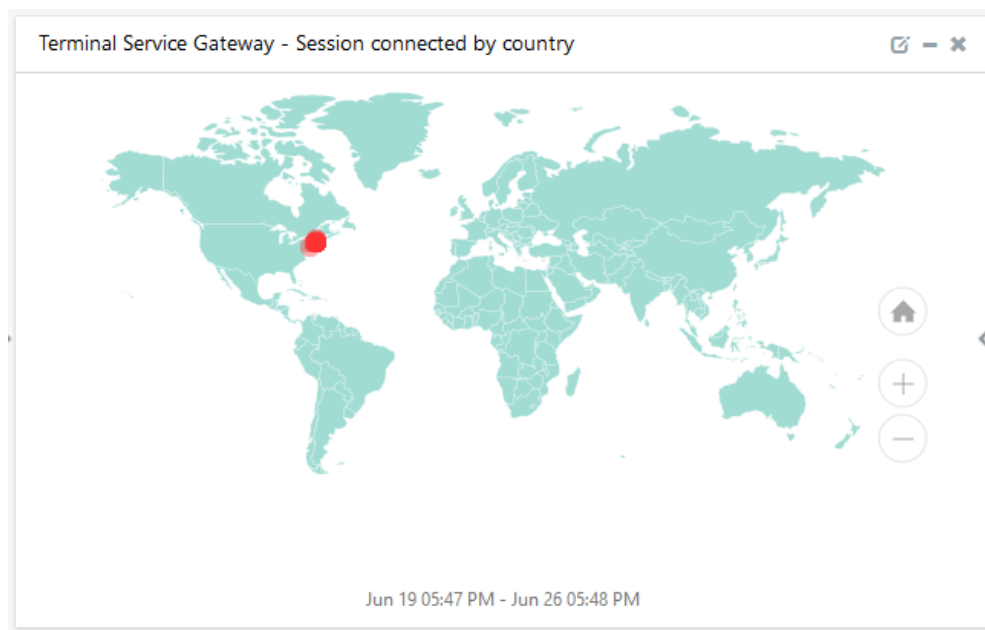 Terminal Service Gateway - Session connected by country
Jun 19 05:47 PM - Jun 26 05:48 PM